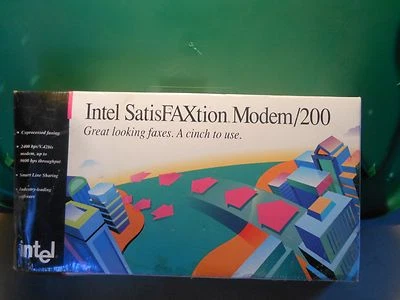 Intel SatisFAXtion Modem/200
Great looking faxes. A cinch to use.
• Coprocessed faxing
• 2400 bps/V.42bis
modem, up to
9600 bps throughput
• Smart Line Sharing
• Industry-leading
software
intel